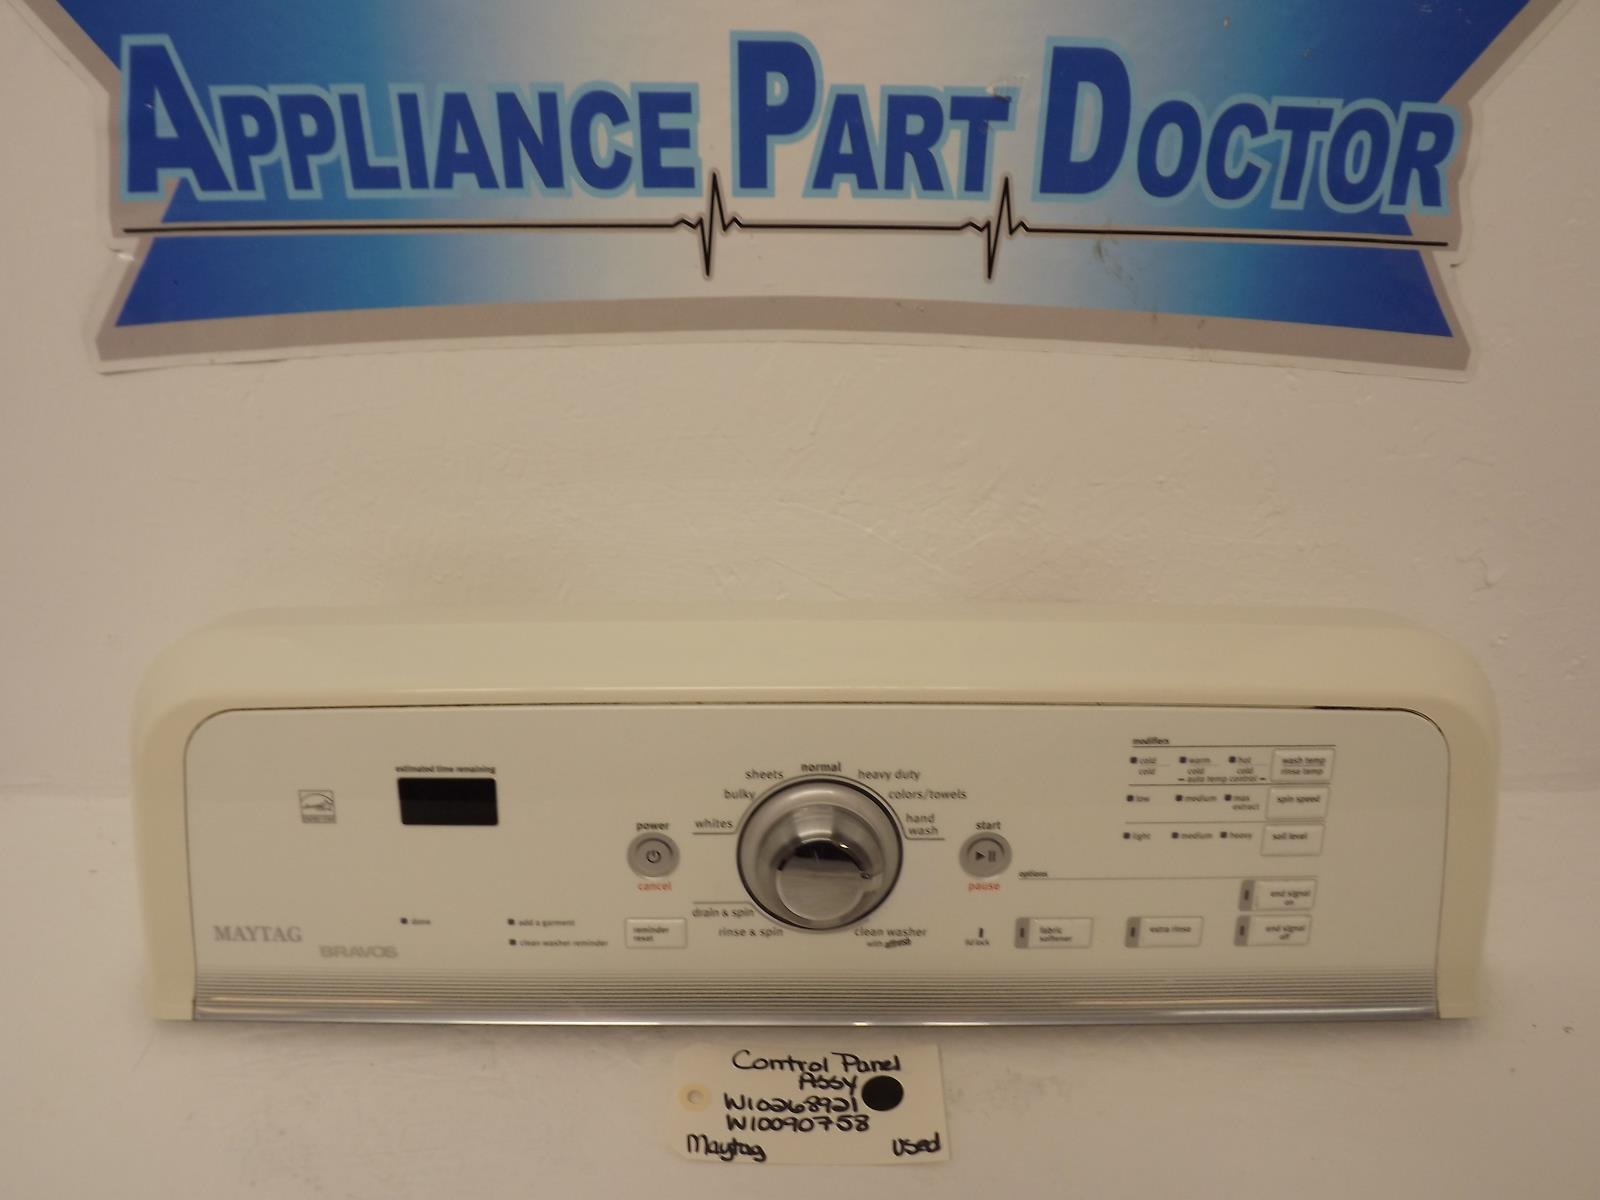 APPLIANCE PART DOCTOR
estimated time remaining
sheets
normal
heavy duty
bulky
colors/towels
whites
hand
wash
power
cancel
start
pause
drain & spin
rinse & spin
clean washer
with affresh
modifiers
cold
cold
warm
cold
hot
cold
auto temp control
wash temp
rinse temp
low
medium
max
extract
spin speed
light
medium
heavy
soil level
options
end signal
on
done
add a garment
clean washer reminder
reminder
reset
lid lock
fabric
softener
extra rinse
end signal
off
MAYTAG
BRAVOS
Control Panel
Assy
W10268921
W10090758
Maytag
used